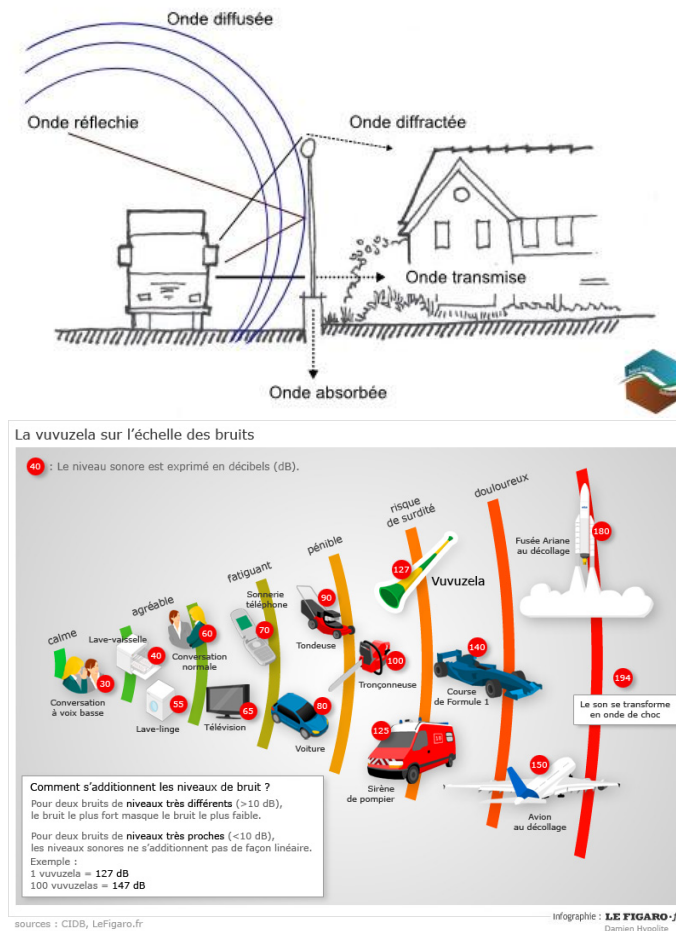 Onde diffusée
Onde réflechie
Onde diffractée
Onde transmise
Onde absorbée
La vuvuzela sur l'échelle des bruits
40 : Le niveau sonore est exprimé en décibels (dB).
calme
agréable
fatiguant
pénible
risque
de surdité
douloureux
30
Conversation
à voix basse
Lave-vaisselle
40
55
Lave-linge
60
Conversation
normale
65
Télévision
Sonnerie
téléphone
70
80
Voiture
90
Tondeuse
100
Tronçonneuse
127
Vuvuzela
125
Sirène
de pompier
140
Course
de Formule 1
150
Avion
au décollage
Fusée Ariane
au décollage
180
194
Le son se transforme
en onde de choc
Comment s'additionnent les niveaux de bruit ?
Pour deux bruits de niveaux très différents (>10 dB),
le bruit le plus fort masque le bruit le plus faible.
Pour deux bruits de niveaux très proches (<10 dB),
les niveaux sonores ne s'additionnent pas de façon linéaire.
Exemple :
1 vuvuzela = 127 dB
100 vuvuzelas = 147 dB
sources : CIDB, LeFigaro.fr
Infographie : LE FIGARO·f
Damien Hypolite